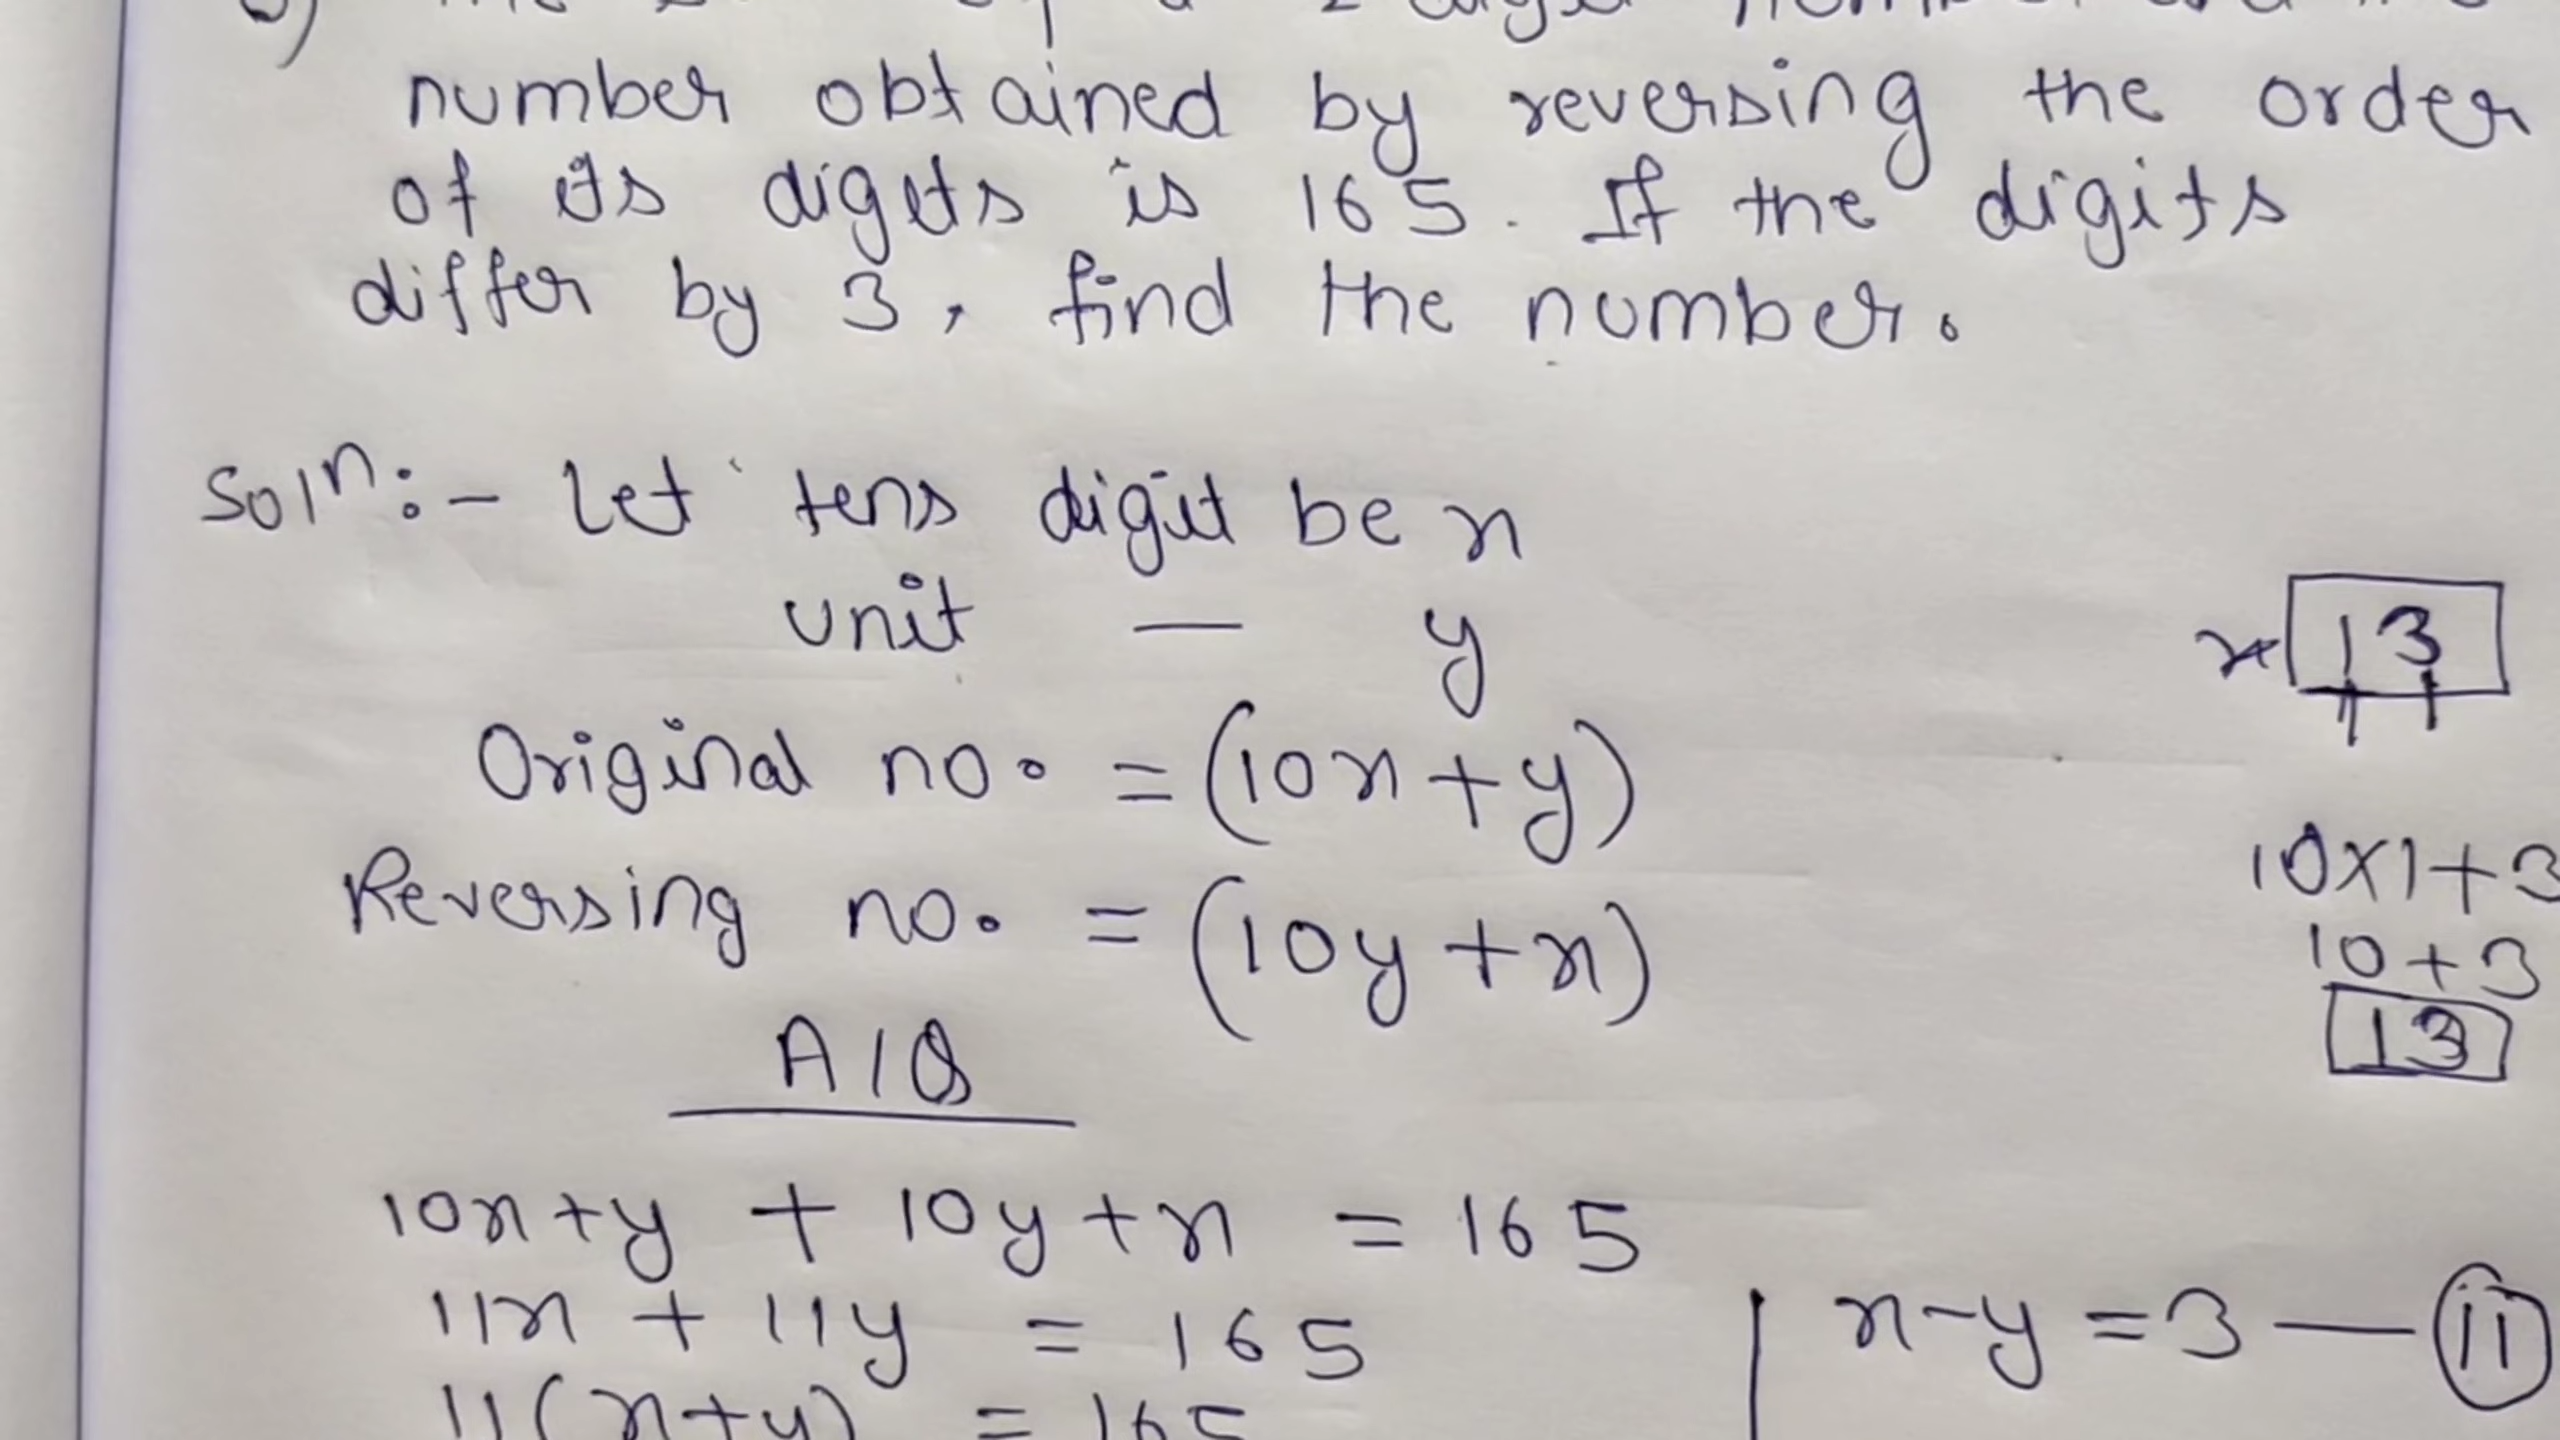 number obtained by reversing the order
of its digits is 165. If the digits
differ by 3, find the number.
Soln:- Let tens digit be x
unit — y
x 13
Original no. = (10x+y)
Reversing no. = (10y+x)
10x1+3
10+3
13
A/Q
10x+y + 10y+x = 165
11x + 11y = 165
x-y=3 — (ii)
11(x+y) = 165